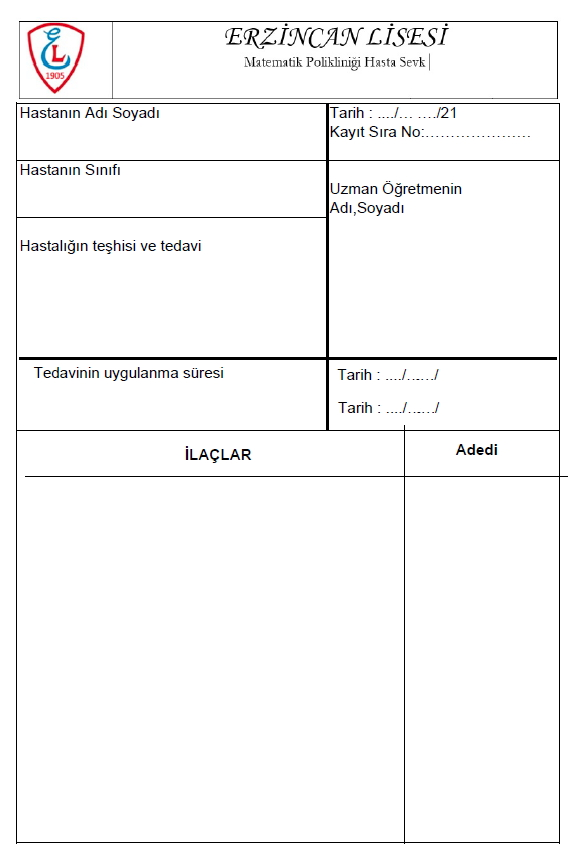 ERZİNCAN LİSESİ
Matematik Polikliniği Hasta Sevk
EL
1905
Hastanın Adı Soyadı
Tarih : ..../... ..../21
Kayıt Sıra No:.....................
Hastanın Sınıfı
Uzman Öğretmenin
Adı,Soyadı
Hastalığın teşhisi ve tedavi
Tedavinin uygulanma süresi
Tarih : ..../....../
Tarih : ..../....../
İLAÇLAR
Adedi